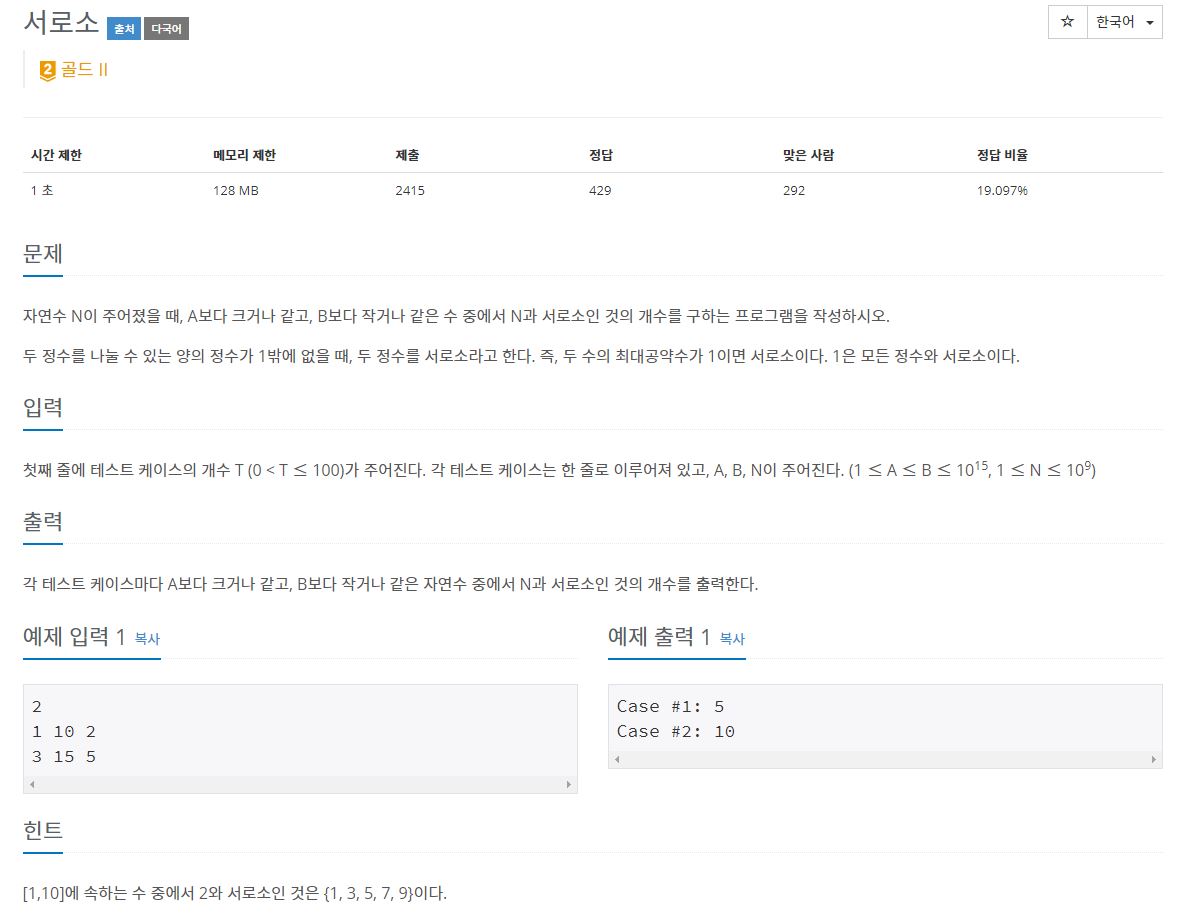 서로소 출처 다국어 ☆ 한국어
2 골드 II
시간 제한 메모리 제한 제출 정답 맞은 사람 정답 비율
1 초 128 MB 2415 429 292 19.097%
문제
자연수 N이 주어졌을 때, A보다 크거나 같고, B보다 작거나 같은 수 중에서 N과 서로소인 것의 개수를 구하는 프로그램을 작성하시오.
두 정수를 나눌 수 있는 양의 정수가 1밖에 없을 때, 두 정수를 서로소라고 한다. 즉, 두 수의 최대공약수가 1이면 서로소이다. 1은 모든 정수와 서로소이다.
입력
첫째 줄에 테스트 케이스의 개수 T (0 < T ≤ 100)가 주어진다. 각 테스트 케이스는 한 줄로 이루어져 있고, A, B, N이 주어진다. (1 ≤ A ≤ B ≤ 10¹⁵, 1 ≤ N ≤ 10⁹)
출력
각 테스트 케이스마다 A보다 크거나 같고, B보다 작거나 같은 자연수 중에서 N과 서로소인 것의 개수를 출력한다.
예제 입력 1 복사
2
1 10 2
3 15 5
예제 출력 1 복사
Case #1: 5
Case #2: 10
힌트
[1,10]에 속하는 수 중에서 2와 서로소인 것은 {1, 3, 5, 7, 9}이다.